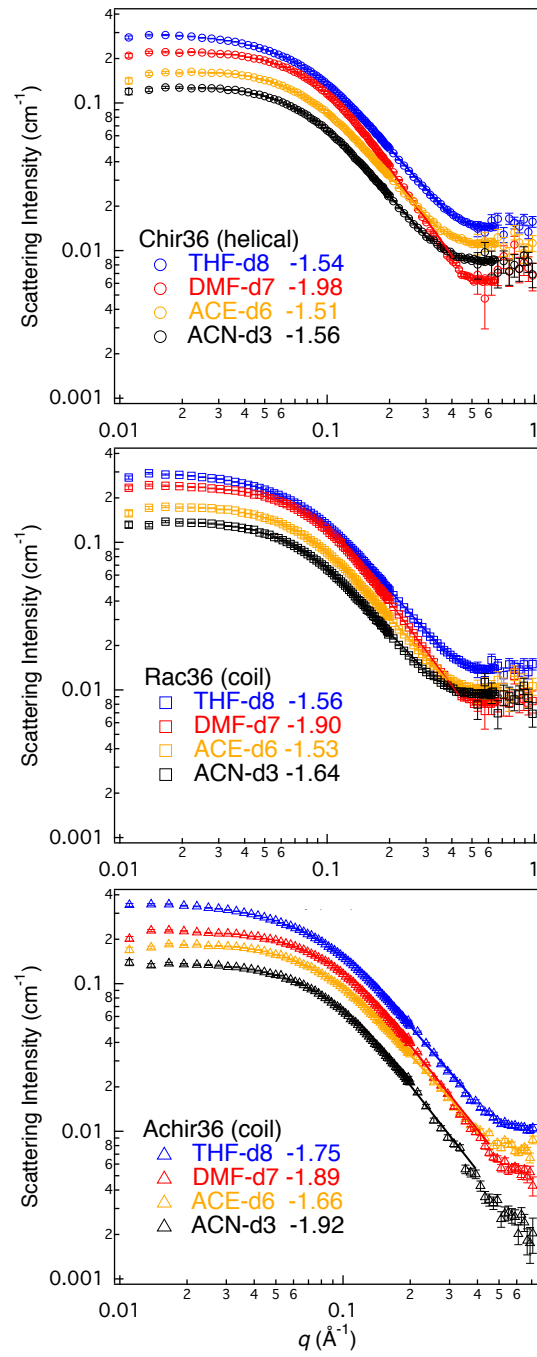 4
2
0.1
8
6
4
2
0.01
8
6
4
2
0.001
Scattering Intensity (cm-1)
Chir36 (helical)
THF-d8 -1.54
DMF-d7 -1.98
ACE-d6 -1.51
ACN-d3 -1.56
0.01 2 3 4 5 6 0.1 2 3 4 5 6 1
4
2
0.1
8
6
4
2
0.01
8
6
4
2
0.001
Scattering Intensity (cm-1)
Rac36 (coil)
THF-d8 -1.56
DMF-d7 -1.90
ACE-d6 -1.53
ACN-d3 -1.64
0.01 2 3 4 5 6 0.1 2 3 4 5 6 1
4
2
0.1
8
6
4
2
0.01
8
6
4
2
0.001
Scattering Intensity (cm-1)
Achir36 (coil)
THF-d8 -1.75
DMF-d7 -1.89
ACE-d6 -1.66
ACN-d3 -1.92
0.01 2 3 4 5 6 0.1 2 3 4 5 6
q (Å-1)